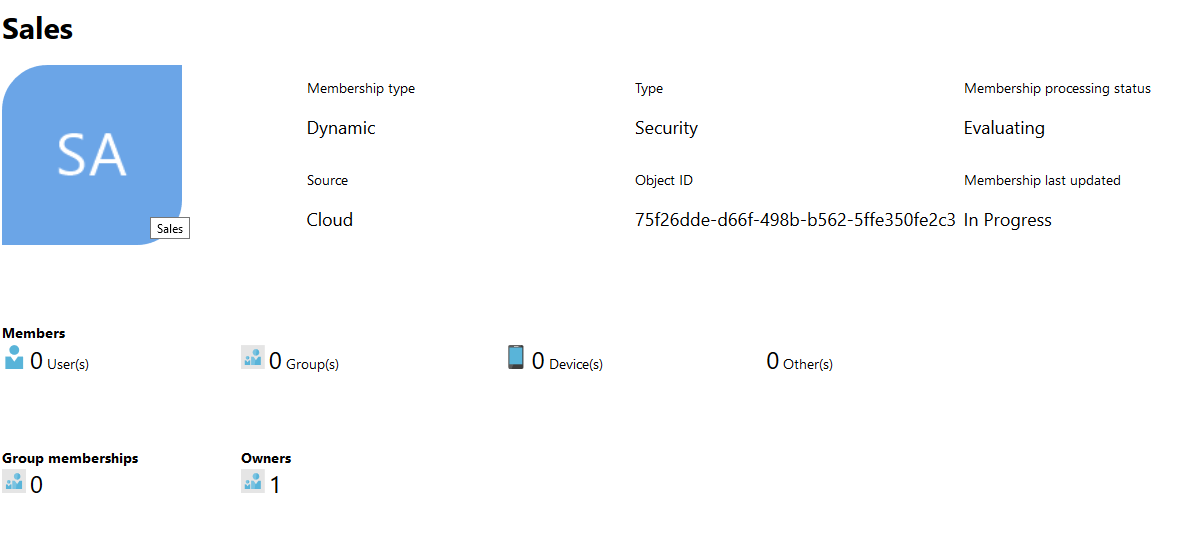 Sales
SA
Sales
Membership type
Type
Membership processing status
Dynamic
Security
Evaluating
Source
Object ID
Membership last updated
Cloud
75f26dde-d66f-498b-b562-5ffe350fe2c3
In Progress
Members
0 User(s)
0 Group(s)
0 Device(s)
0 Other(s)
Group memberships
Owners
0
1